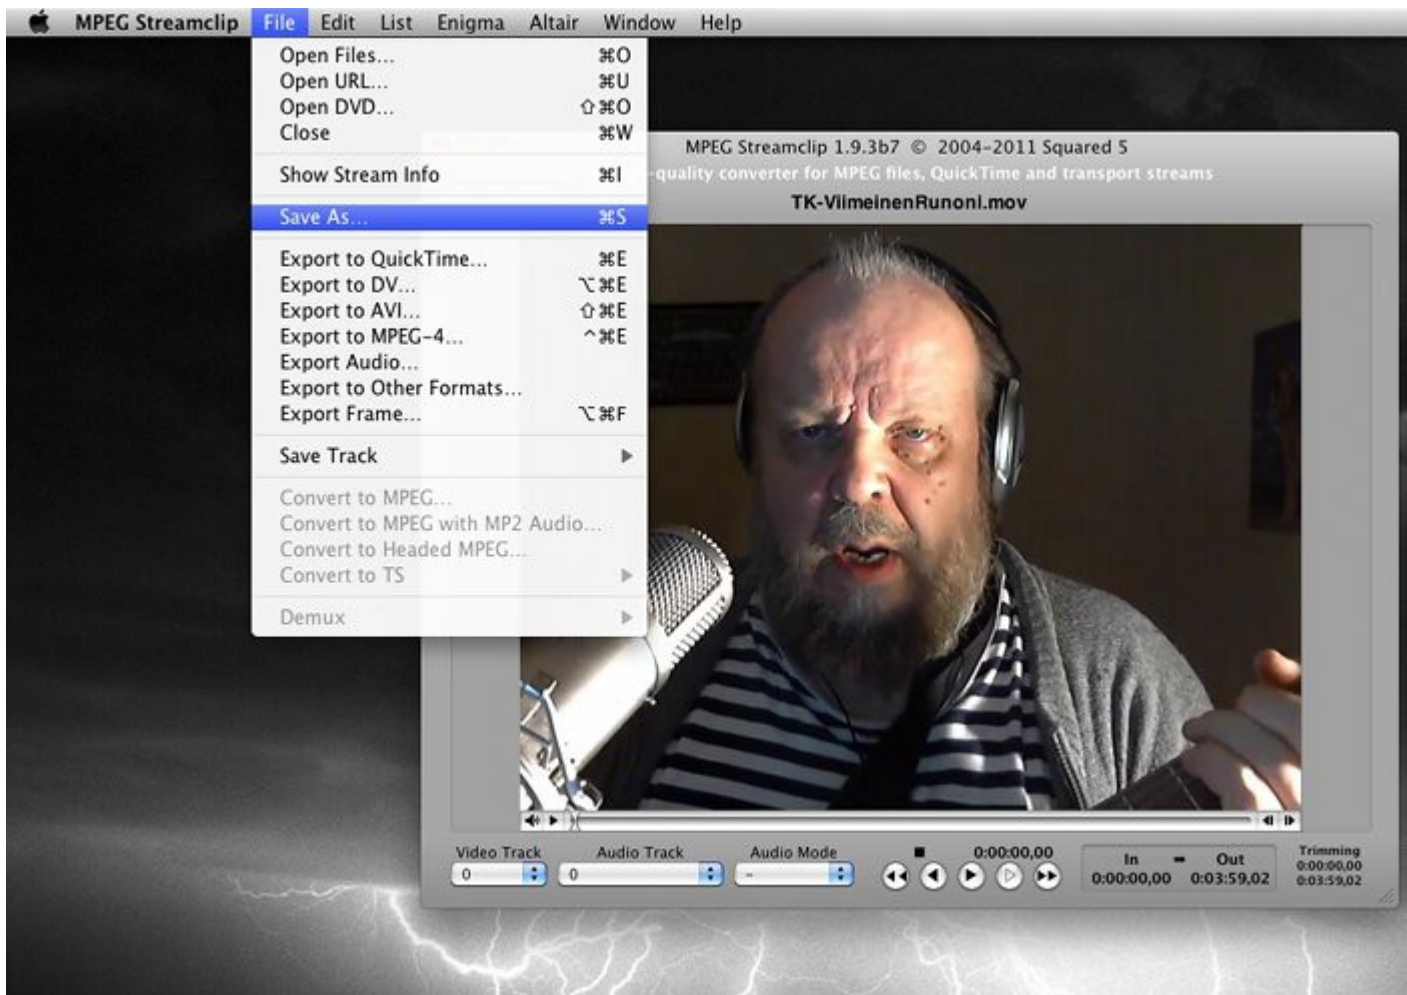 MPEG Streamclip File Edit List Enigma Altair Window Help
Open Files... ⌘O
Open URL... ⌘U
Open DVD... ⇧⌘O
Close ⌘W
Show Stream Info ⌘I
Save As... ⌘S
Export to QuickTime... ⌘E
Export to DV... ⌥⌘E
Export to AVI... ⇧⌘E
Export to MPEG-4... ^⌘E
Export Audio...
Export to Other Formats...
Export Frame... ⌥⌘F
Save Track
Convert to MPEG...
Convert to MPEG with MP2 Audio...
Convert to Headed MPEG...
Convert to TS
Demux
MPEG Streamclip 1.9.3b7 © 2004-2011 Squared 5
-quality converter for MPEG files, QuickTime and transport streams
TK-ViimeinenRunoni.mov
Video Track Audio Track Audio Mode 0:00:00,00
0 0 -
In Out Trimming
0:00:00,00 0:03:59,02 0:00:00,00
0:03:59,02